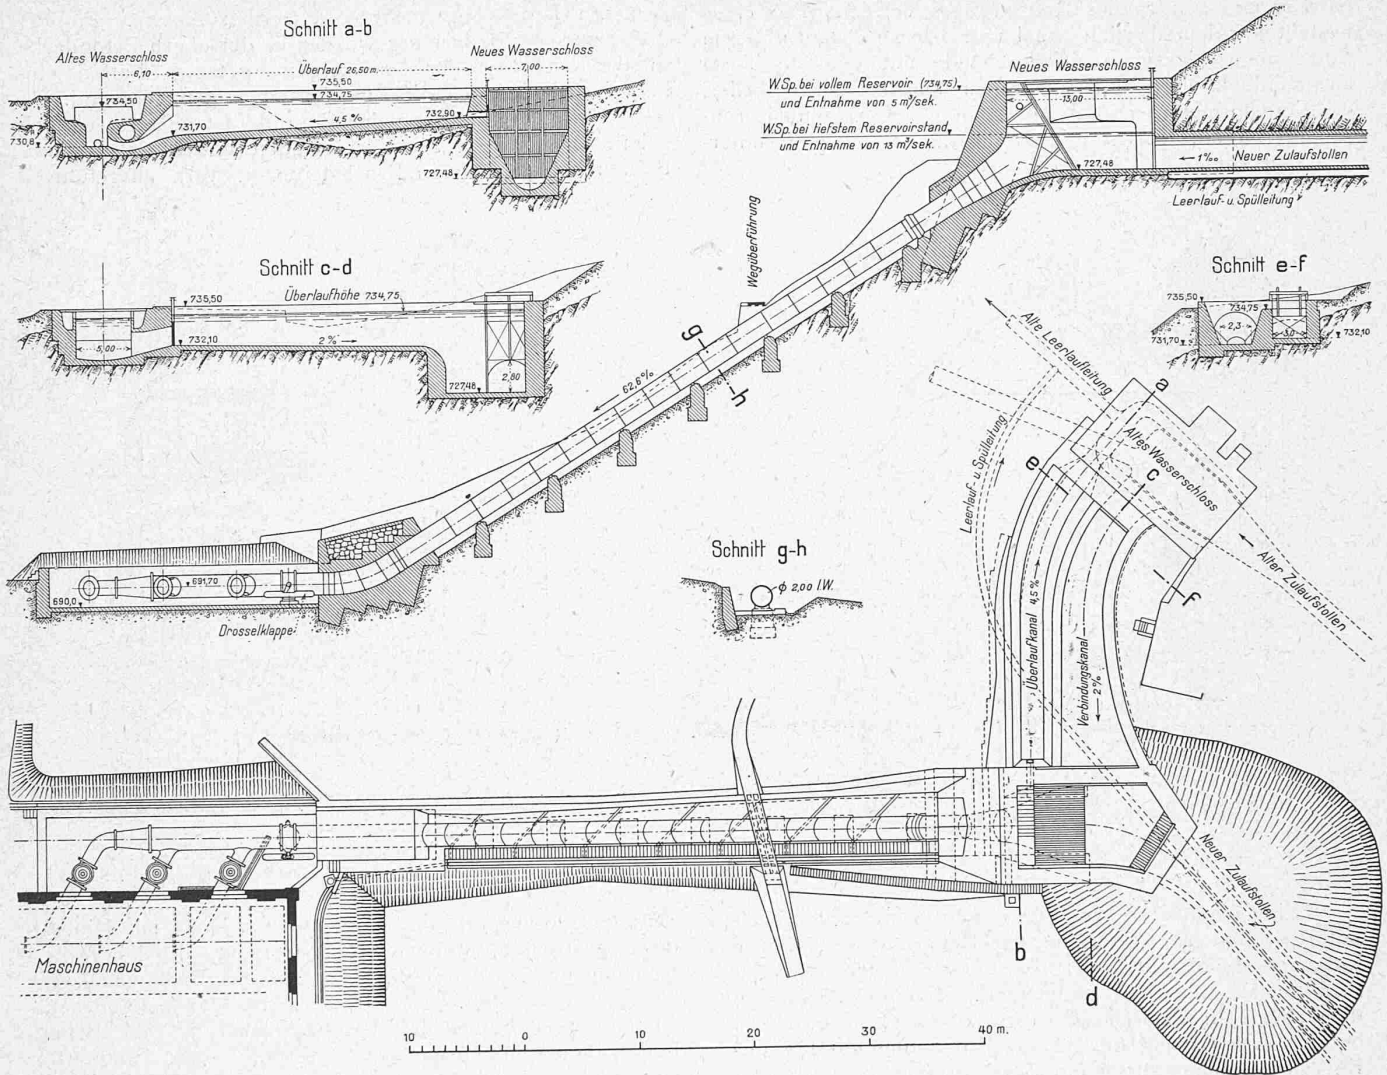 Schnitt a-b
Altes Wasserschloss
6,10
Überlauf 26,50 m.
735,50
734,75
Neues Wasserschloss
7,00
734,50
731,70
4,5 %
732,90
727,48
Neues Wasserschloss
W.Sp. bei vollem Reservoir (734,75)
und Entnahme von 5 m³/sek.
W.Sp. bei tiefstem Reservoirstand
und Entnahme von 13 m³/sek.
13,00
727,48
1 ‰ Neuer Zulaufstollen
Leerlauf- u. Spülleitung
Schnitt c-d
735,50
Überlaufhöhe 734,75
5,00
732,10
2 %
727,48
2,80
Wegüberführung
g
h
62,6 %
Schnitt e-f
735,50
734,75
2,3
3,0
731,70
732,10
690,0
691,70
Drosselklappe
Schnitt g-h
ϕ 2,00 I.W.
Alte Leerlaufleitung
Leerlauf- u. Spülleitung
a
Altes Wasserschloss
e
c
f
Alter Zulaufstollen
Überlaufkanal 4,5 %
Verbindungskanal
2 %
Neuer Zulaufstollen
b
d
Maschinenhaus
10 0 10 20 30 40 m.